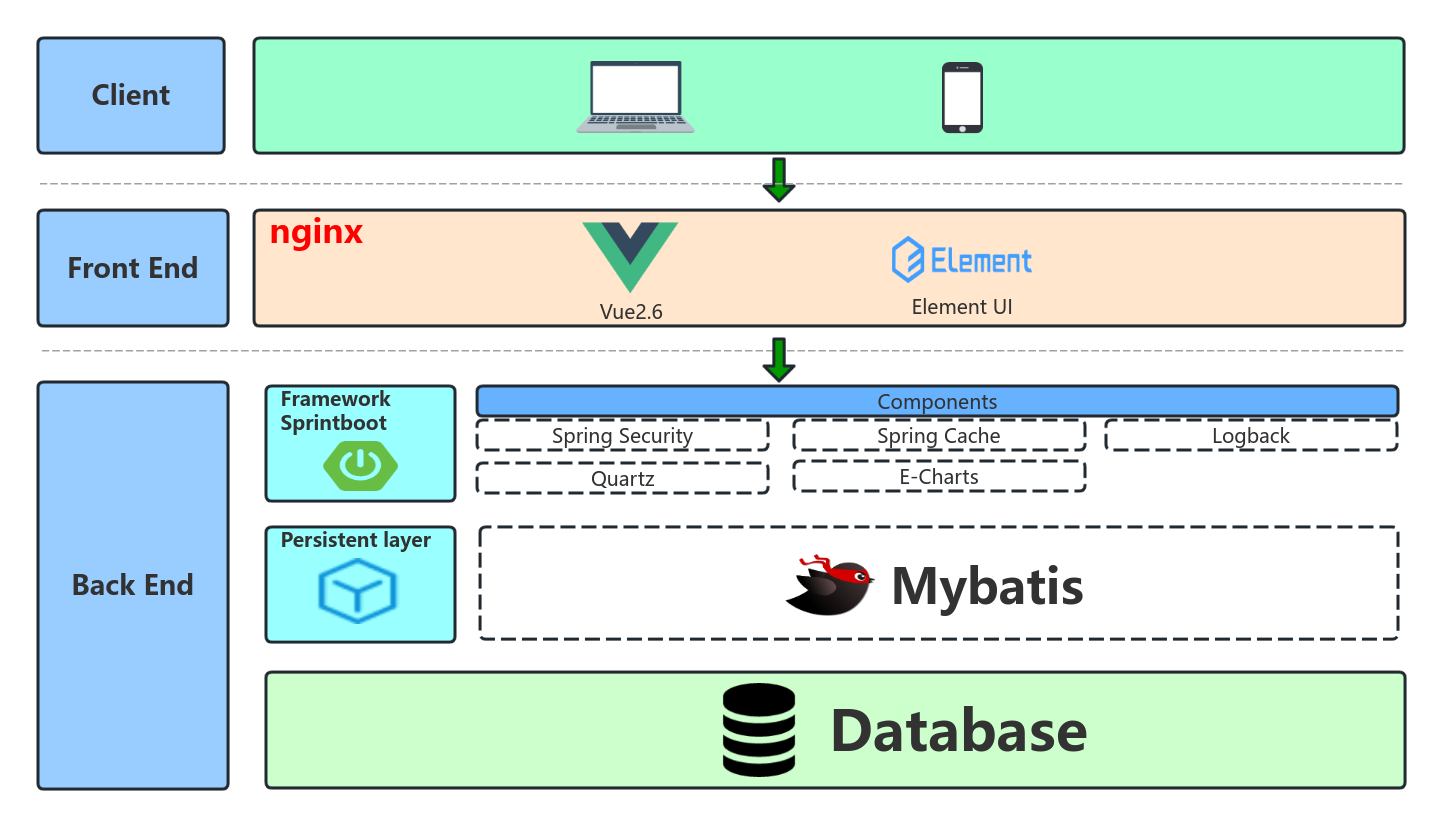 Client
Front End
nginx
Vue2.6
Element
Element UI
Back End
Framework
Sprintboot
Components
Spring Security
Spring Cache
Logback
Quartz
E-Charts
Persistent layer
Mybatis
Database